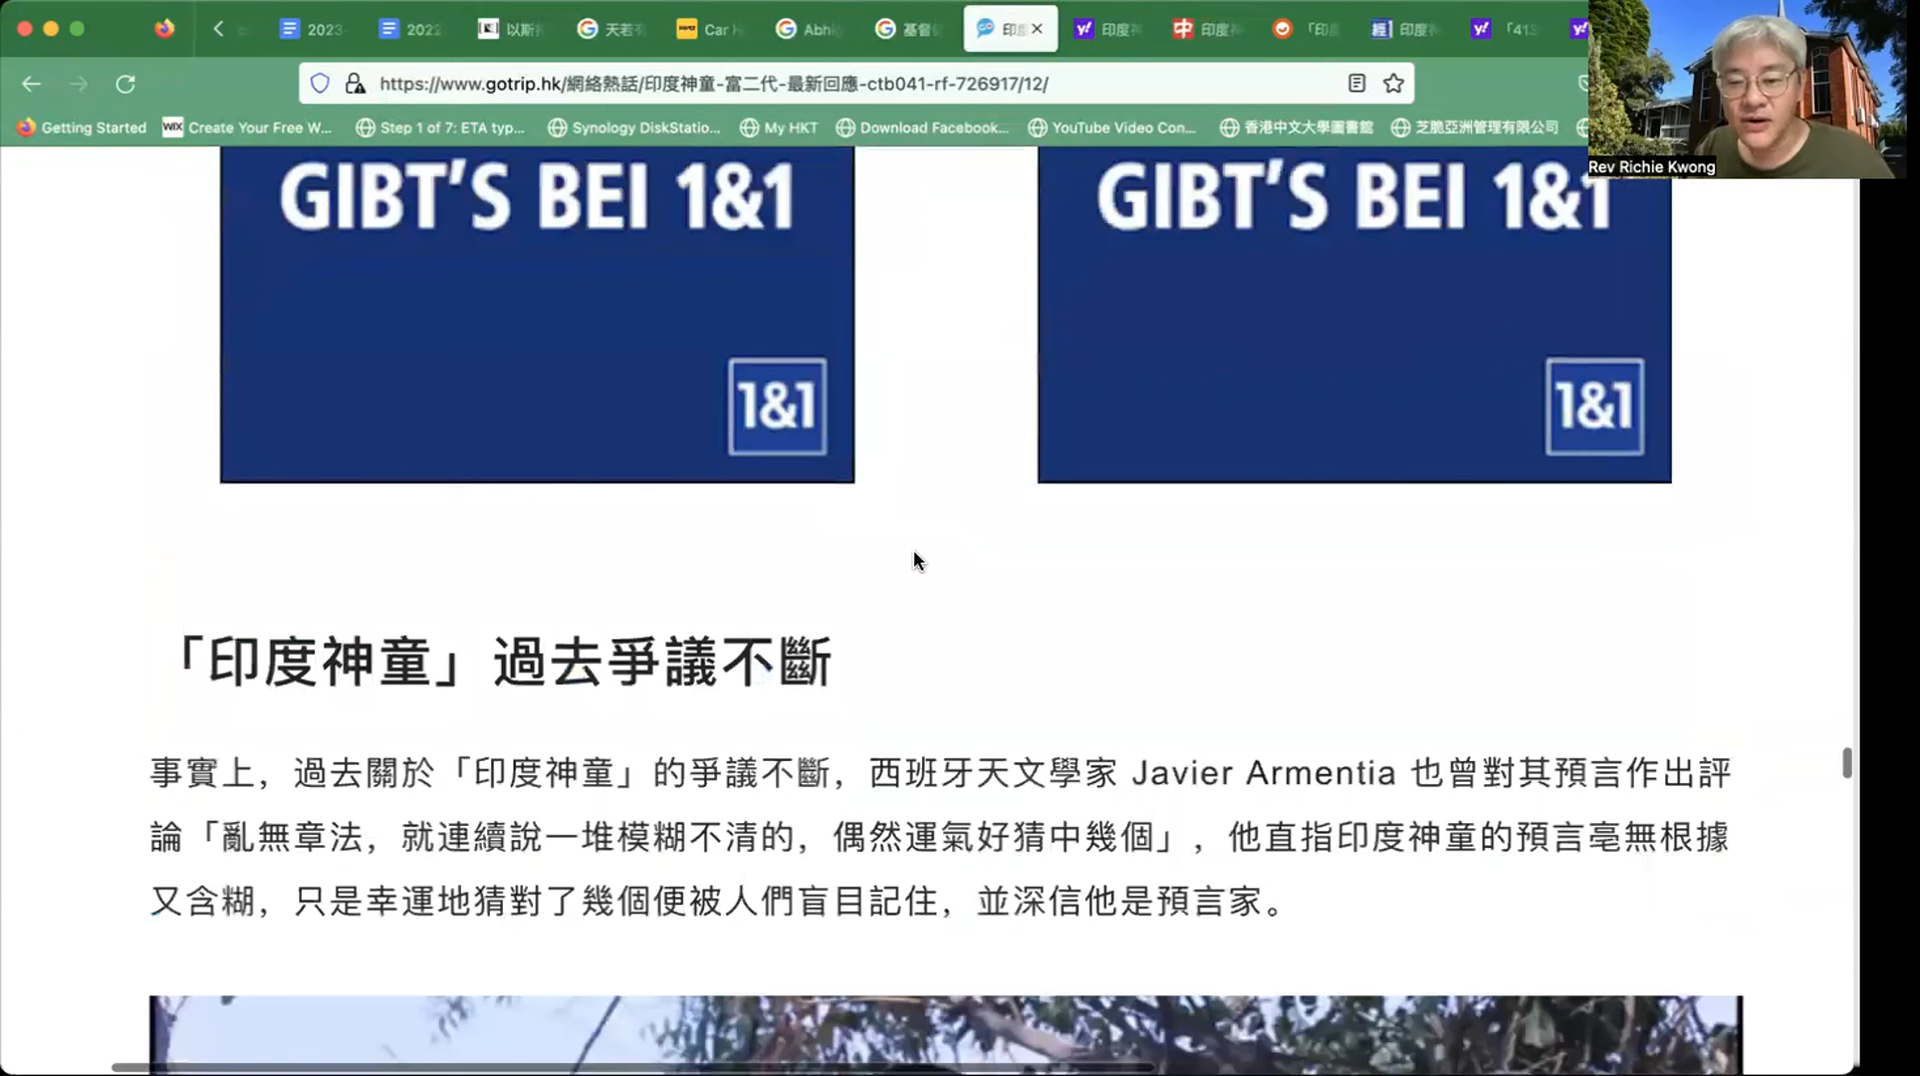 2023
2022
Car
Abhi
印度
「413
https://www.gotrip.hk/網絡熱話/印度神童-富二代-最新回應-ctb041-rf-726917/12/
Getting Started
WIX Create Your Free W...
Step 1 of 7: ETA typ...
Synology DiskStatio...
My HKT
Download Facebook...
YouTube Video Con...
香港中文大學圖書館
芝脆亞洲管理有限公司
Rev Richie Kwong
GIBT'S BEI 1&1
1&1
GIBT'S BEI 1&1
1&1
「印度神童」過去爭議不斷
事實上，過去關於「印度神童」的爭議不斷，西班牙天文學家 Javier Armentia 也曾對其預言作出評
論「亂無章法，就連續說一堆模糊不清的，偶然運氣好猜中幾個」，他直指印度神童的預言毫無根據
又含糊，只是幸運地猜對了幾個便被人們盲目記住，並深信他是預言家。